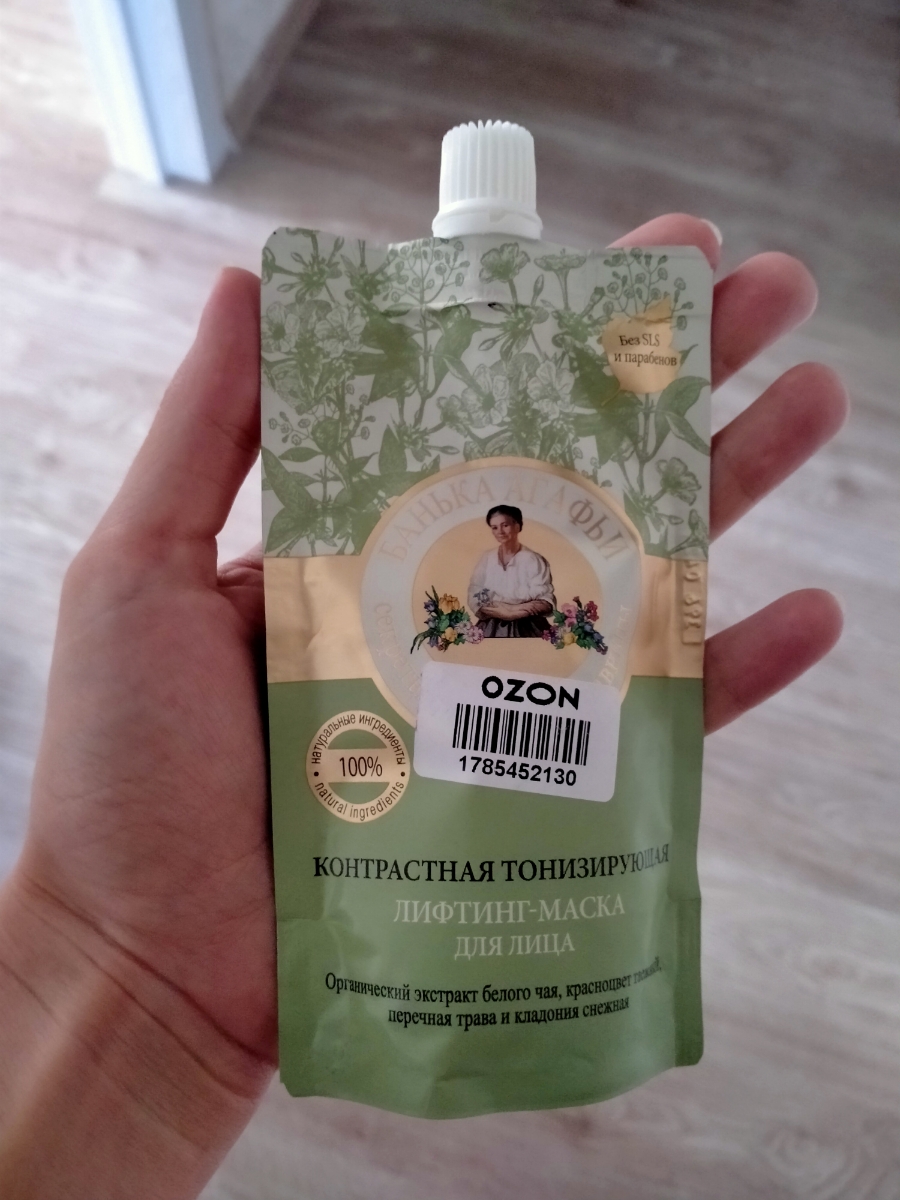 Без SLS
и парабенов
БАНЬКА АГАФЬИ
OZON
1785452130
натуральные ингредиенты
100%
natural ingredients
КОНТРАСТНАЯ ТОНИЗИРУЮЩАЯ
ЛИФТИНГ-МАСКА
ДЛЯ ЛИЦА
Органический экстракт белого чая, красноцвет
перечная трава и кладония снежная